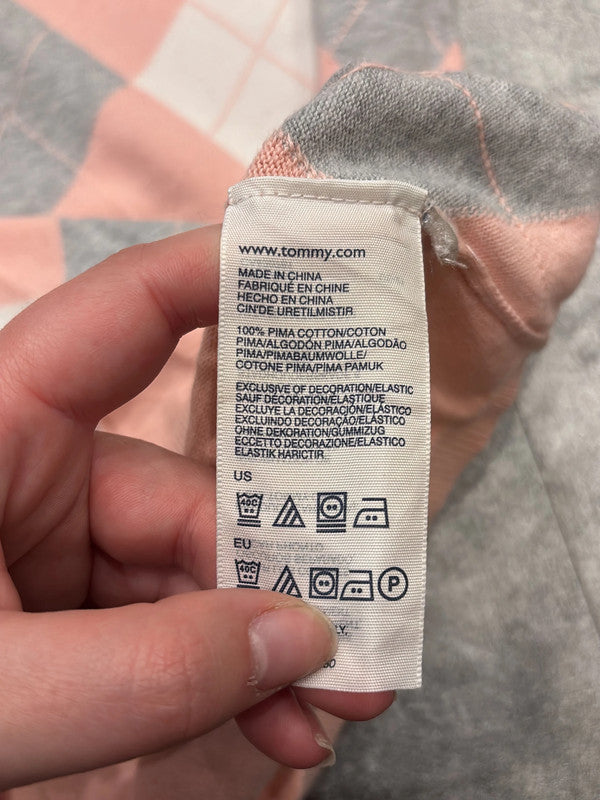 www.tommy.com
MADE IN CHINA
FABRIQUÉ EN CHINE
HECHO EN CHINA
CIN'DE URETILMISTIR
100% PIMA COTTON/COTON
PIMA/ALGODÓN PIMA/ALGODÃO
PIMA/PIMABAUMWOLLE/
COTONE PIMA/PIMA PAMUK
EXCLUSIVE OF DECORATION/ELASTIC
SAUF DÉCORATION/ELASTIQUE
EXCLUYE LA DECORACIÓN/ELÁSTICO
EXCLUINDO DECORAÇÃO/ELÁSTICO
OHNE DEKORATION/GUMMIZUG
ECCETTO DECORAZIONE/ELASTICO
ELASTIK HARICTIR
US
40C
EU
40C P